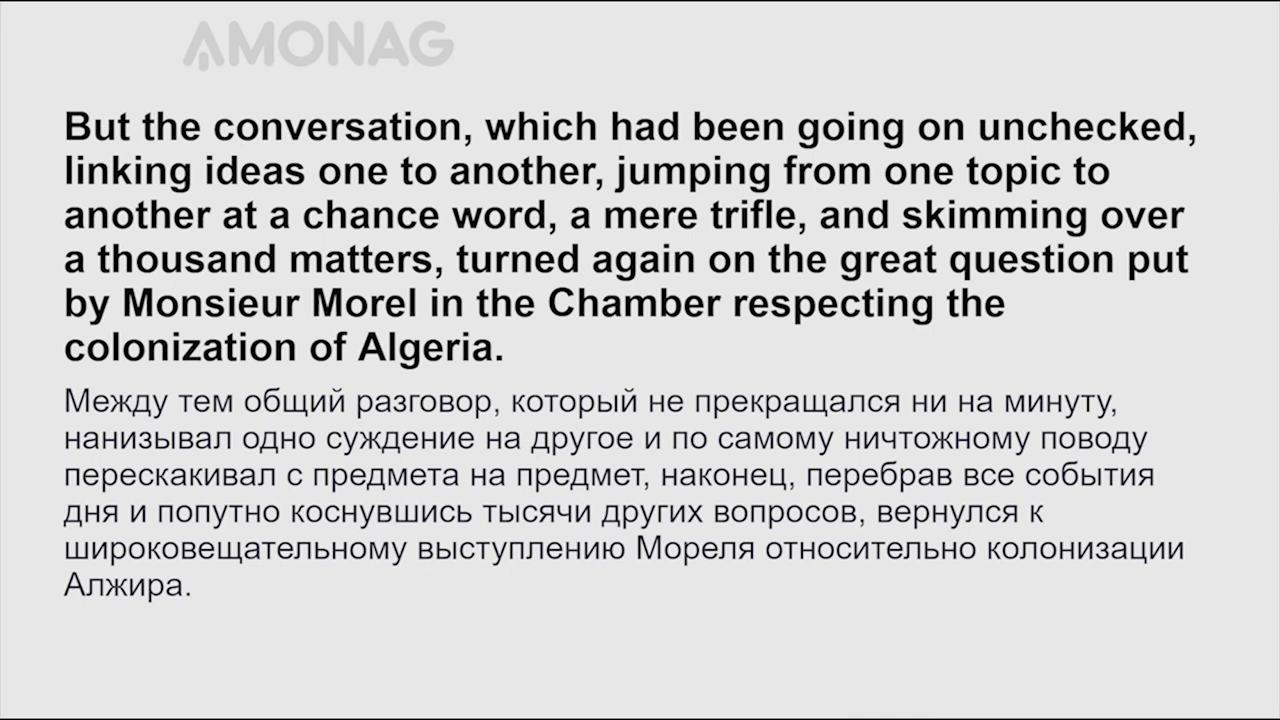 AMONAG
But the conversation, which had been going on unchecked,
linking ideas one to another, jumping from one topic to
another at a chance word, a mere trifle, and skimming over
a thousand matters, turned again on the great question put
by Monsieur Morel in the Chamber respecting the
colonization of Algeria.
Между тем общий разговор, который не прекращался ни на минуту,
нанизывал одно суждение на другое и по самому ничтожному поводу
перескакивал с предмета на предмет, наконец, перебрав все события
дня и попутно коснувшись тысячи других вопросов, вернулся к
широковещательному выступлению Мореля относительно колонизации
Алжира.